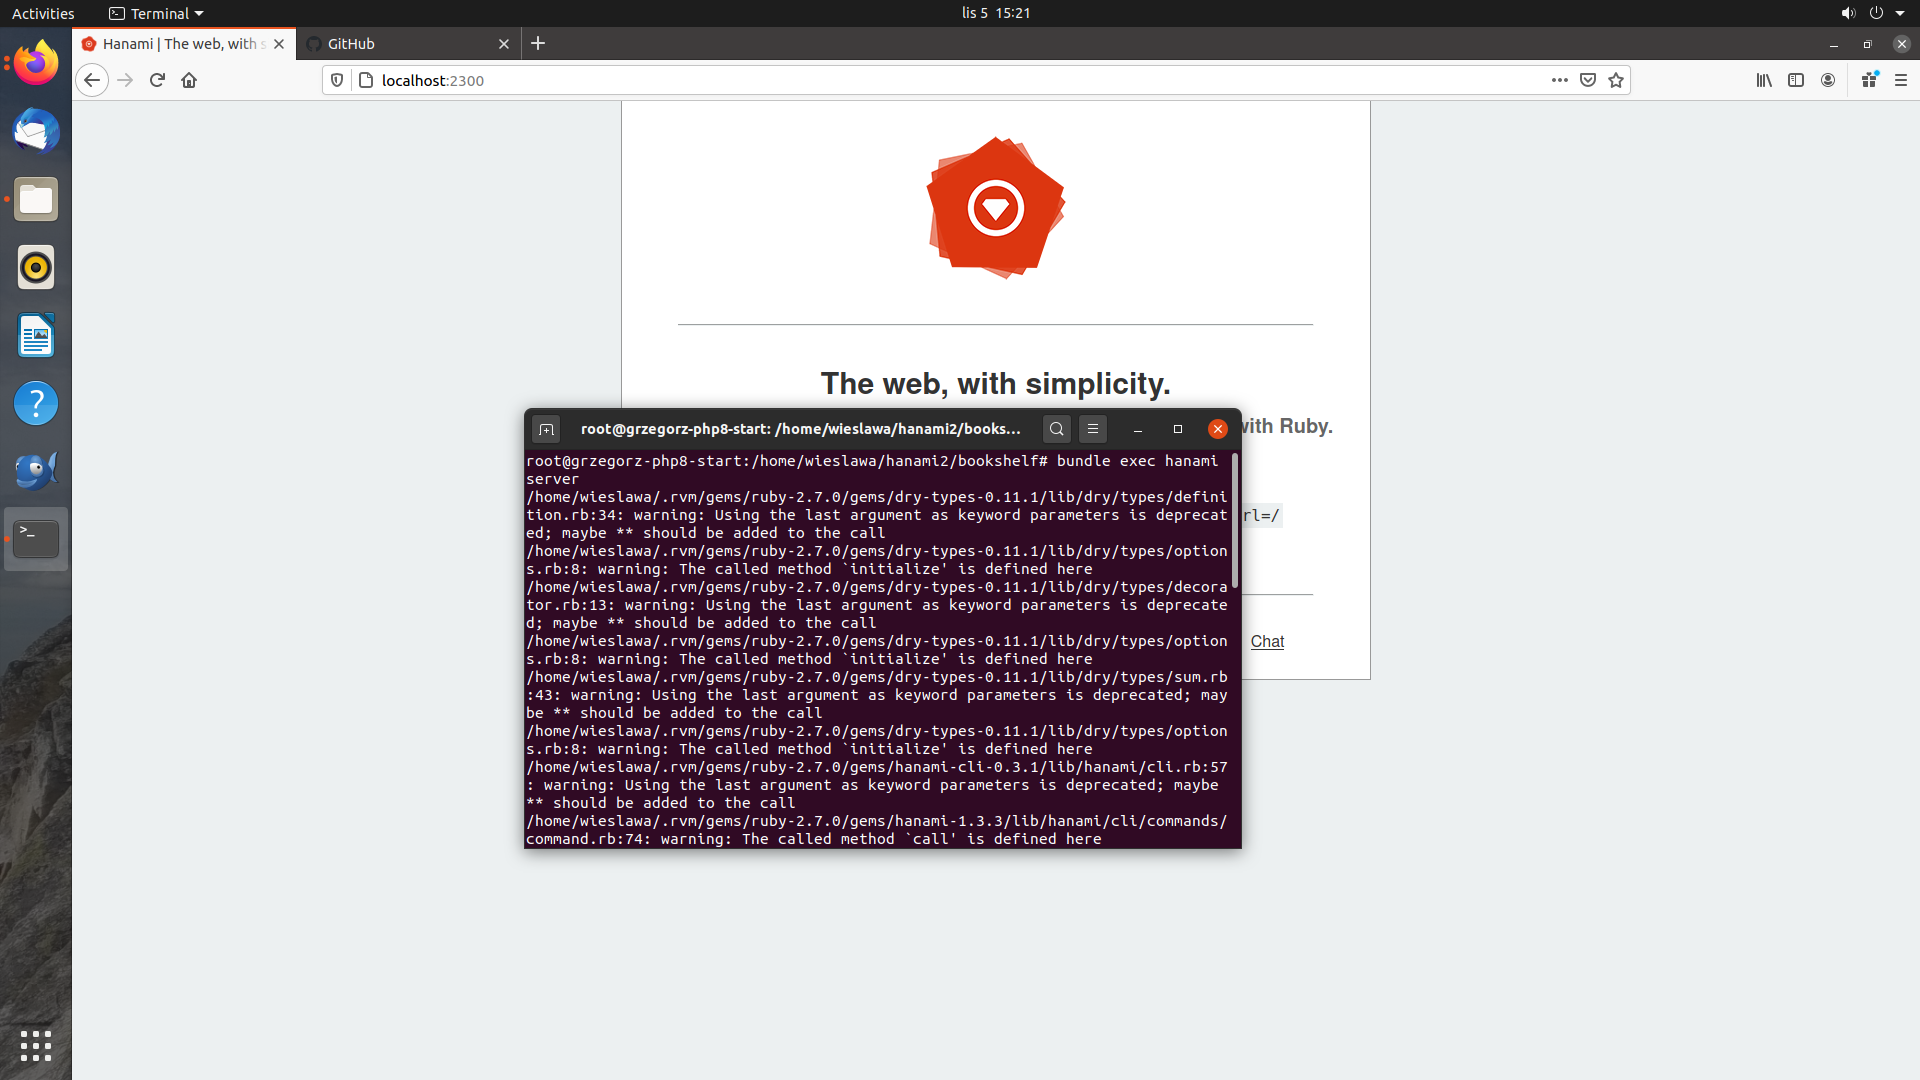 Activities
Terminal
lis 5 15:21
Hanami | The web, with s
GitHub
localhost:2300
The web, with simplicity.
with Ruby.
rl=/
Chat
root@grzegorz-php8-start: /home/wieslawa/hanami2/books...
root@grzegorz-php8-start:/home/wieslawa/hanami2/bookshelf# bundle exec hanami
server
/home/wieslawa/.rvm/gems/ruby-2.7.0/gems/dry-types-0.11.1/lib/dry/types/defini
tion.rb:34: warning: Using the last argument as keyword parameters is deprecat
ed; maybe ** should be added to the call
/home/wieslawa/.rvm/gems/ruby-2.7.0/gems/dry-types-0.11.1/lib/dry/types/option
s.rb:8: warning: The called method `initialize' is defined here
/home/wieslawa/.rvm/gems/ruby-2.7.0/gems/dry-types-0.11.1/lib/dry/types/decora
tor.rb:13: warning: Using the last argument as keyword parameters is deprecate
d; maybe ** should be added to the call
/home/wieslawa/.rvm/gems/ruby-2.7.0/gems/dry-types-0.11.1/lib/dry/types/option
s.rb:8: warning: The called method `initialize' is defined here
/home/wieslawa/.rvm/gems/ruby-2.7.0/gems/dry-types-0.11.1/lib/dry/types/sum.rb
:43: warning: Using the last argument as keyword parameters is deprecated; may
be ** should be added to the call
/home/wieslawa/.rvm/gems/ruby-2.7.0/gems/dry-types-0.11.1/lib/dry/types/option
s.rb:8: warning: The called method `initialize' is defined here
/home/wieslawa/.rvm/gems/ruby-2.7.0/gems/hanami-cli-0.3.1/lib/hanami/cli.rb:57
: warning: Using the last argument as keyword parameters is deprecated; maybe
** should be added to the call
/home/wieslawa/.rvm/gems/ruby-2.7.0/gems/hanami-1.3.3/lib/hanami/cli/commands/
command.rb:74: warning: The called method `call' is defined here